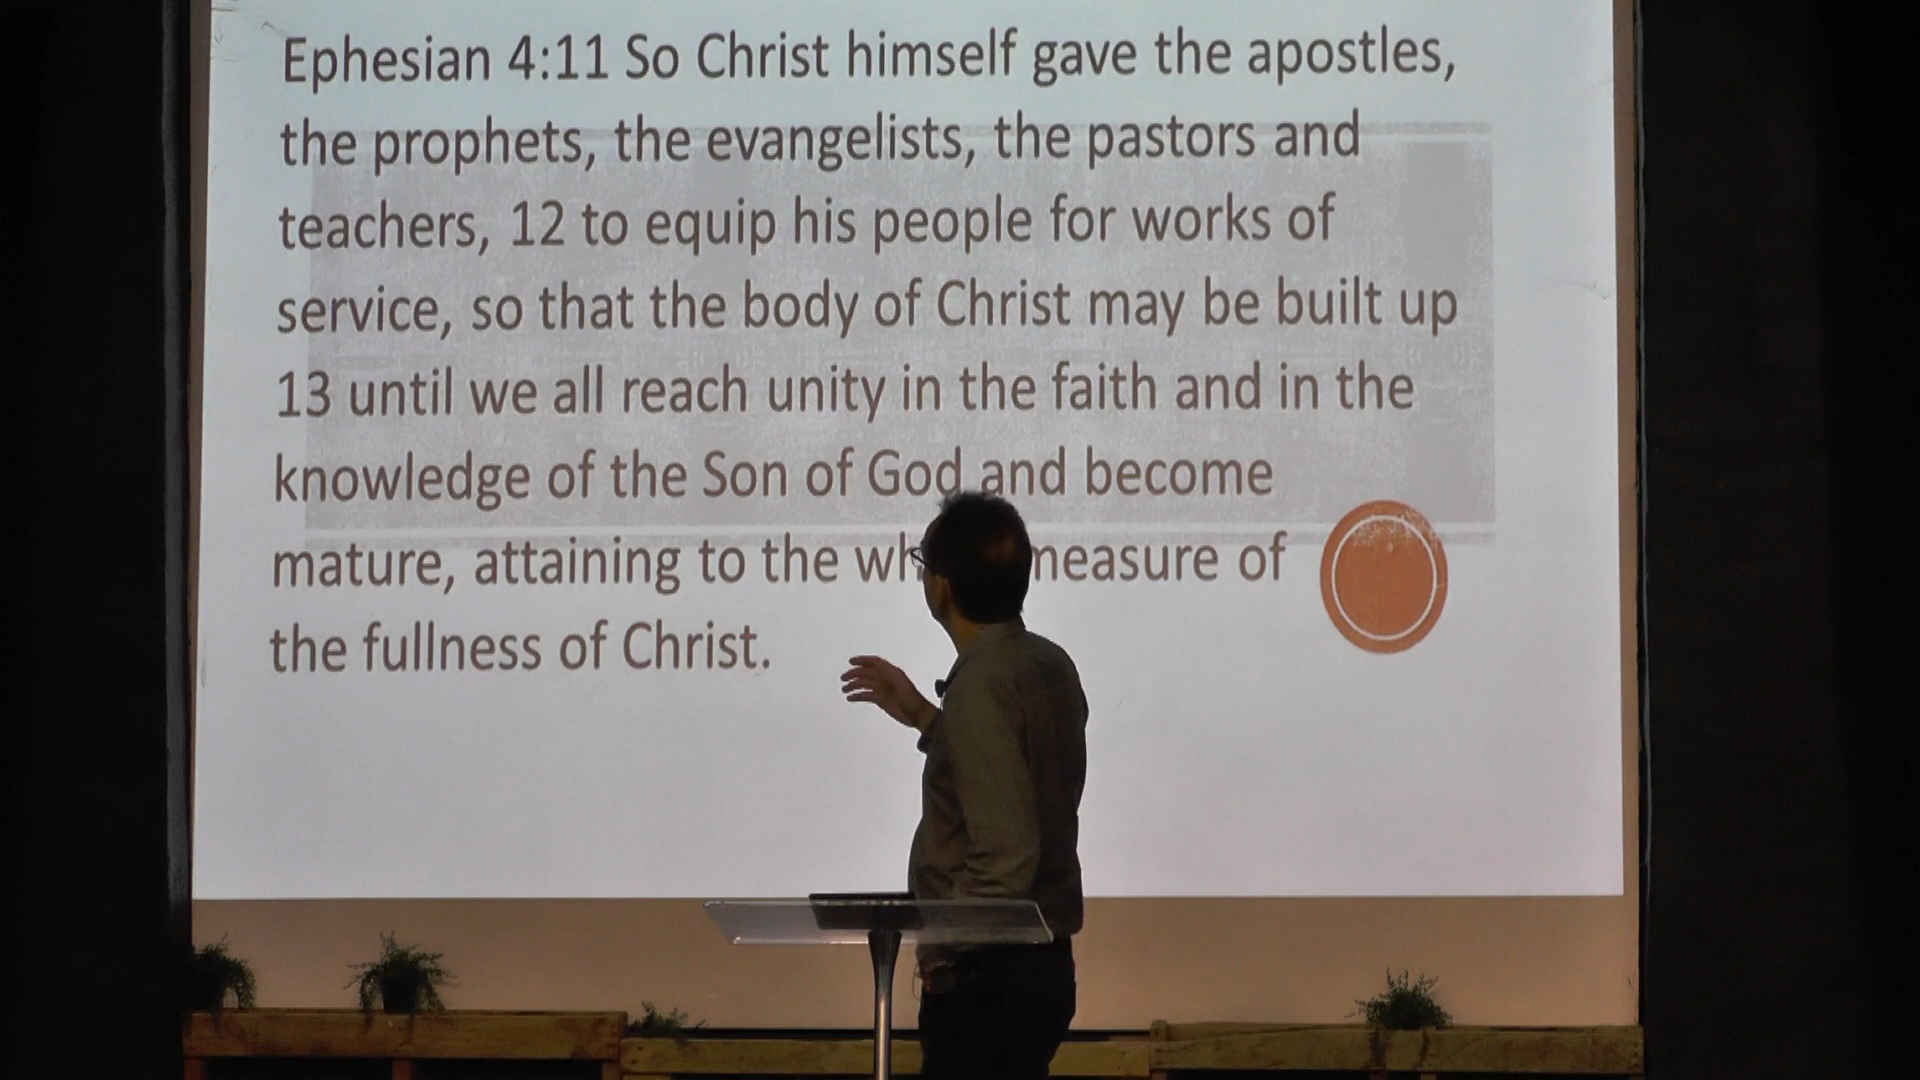 Ephesian 4:11 So Christ himself gave the apostles,
the prophets, the evangelists, the pastors and
teachers, 12 to equip his people for works of
service, so that the body of Christ may be built up
13 until we all reach unity in the faith and in the
knowledge of the Son of God and become
mature, attaining to the measure of
the fullness of Christ.